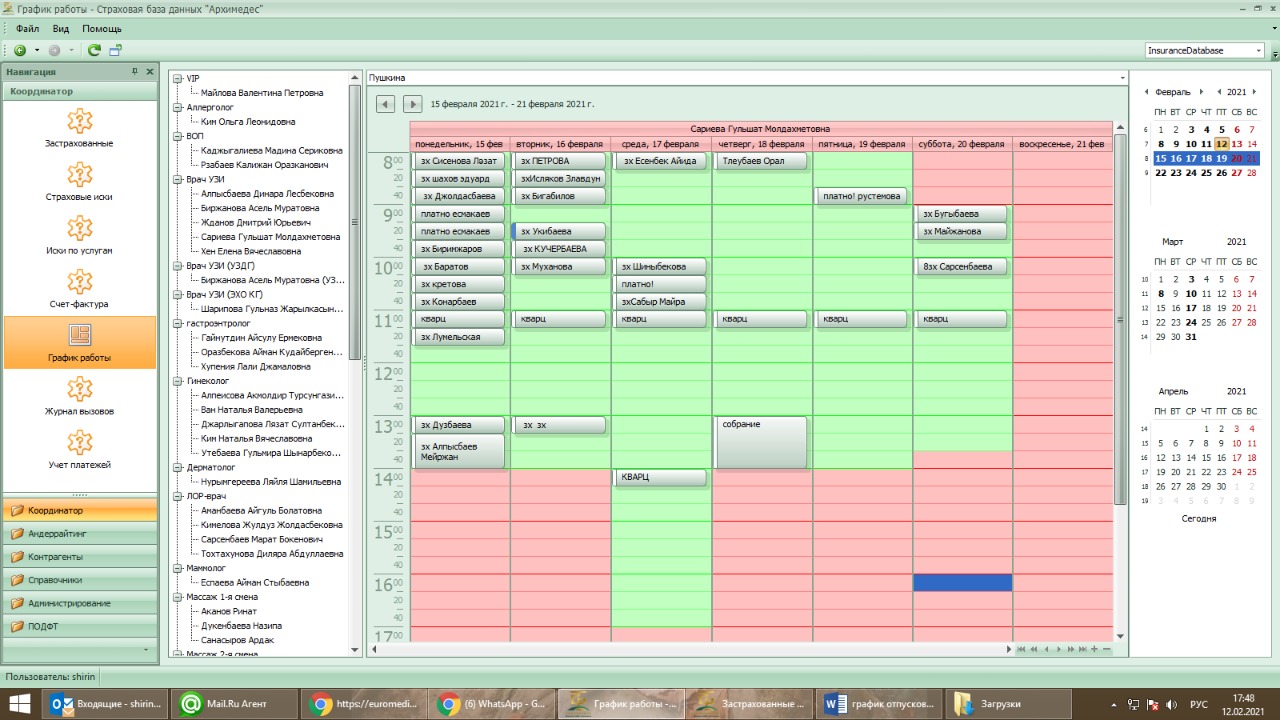 График работы - Страховая база данных "Архимедес"
Файл Вид Помощь
InsuranceDatabase
Навигация
Координатор
Застрахованные
Страховые иски
Иски по услугам
Счет-фактура
График работы
Журнал вызовов
Учет платежей
Координатор
Андеррайтинг
Контрагенты
Справочники
Администрирование
ПОДФТ
VIP
Майлова Валентина Петровна
Аллерголог
Ким Ольга Леонидовна
ВОП
Каджыгалиева Мадина Сериковна
Рзабаев Калижан Оразканович
Врач УЗИ
Алпысбаева Динара Лесбековна
Биржанова Асель Муратовна
Жданов Дмитрий Юрьевич
Сариева Гульшат Молдахметовна
Хен Елена Вячеславовна
Врач УЗИ (УЗДГ)
Биржанова Асель Муратовна (УЗ...
Врач УЗИ (ЭХО КГ)
Шарипова Гульназ Жарылкасын...
гастроэнтролог
Гайнутдин Айсулу Ермековна
Оразбекова Айман Кудайберген...
Хупения Лали Джамаловна
Гинеколог
Алпеисова Акмолдир Турсунгази...
Ван Наталья Валерьевна
Джарлыгапова Лязат Султанбек...
Ким Наталья Вячеславовна
Утебаева Гульмира Шынарбеко...
Дерматолог
Нурымгереева Ляйля Шамильевна
ЛОР-врач
Аманбаева Айгуль Болатовна
Кимелова Жулдуз Жолдасбековна
Сарсенбаев Марат Бокенович
Тохтахунова Диляра Абдуллаевна
Маммолог
Еспаева Айман Стыбаевна
Массаж 1-я смена
Аканов Ринат
Дукенбаева Назипа
Санасыров Ардак
Массаж 2-я смена
Пушкина
15 февраля 2021 г. - 21 февраля 2021 г.
Сариева Гульшат Молдахметовна
понедельник, 15 фев вторник, 16 февраля среда, 17 февраля четверг, 18 февраля пятница, 19 февраля суббота, 20 февраля воскресенье, 21 фев
8 00 зх Сисенова Лазат зх ПЕТРОВА зх Есенбек Айида Тлеубаев Орал
20 зх шахов эдуард зхИсляков Злавдун
40 зх Джолдасбаева зх Бигабилов платно! рустемова
9 00 платно есмакаев зх Бугыбаева
20 платно есмакаев зх Укибаева зх Майжанова
40 зх Биримжаров зх КУЧЕРБАЕВА
10 00 зх Баратов зх Муханова зх Шиныбекова 8зх Сарсенбаева
20 зх кретова платно!
40 зх Конарбаев зхСабыр Майра
11 00 кварц кварц кварц кварц кварц кварц
20 зх Лумельская
40
12 00
20
40
13 00 зх Дузбаева зх зх собрание
20 зх Алпысбаев
40 Мейржан
14 00 КВАРЦ
20
40
15 00
20
40
16 00
20
40
17 00
Февраль 2021
ПН ВТ СР ЧТ ПТ СБ ВС
6 1 2 3 4 5 6 7
7 8 9 10 11 12 13 14
8 15 16 17 18 19 20 21
9 22 23 24 25 26 27 28
Март 2021
ПН ВТ СР ЧТ ПТ СБ ВС
10 1 2 3 4 5 6 7
11 8 9 10 11 12 13 14
12 15 16 17 18 19 20 21
13 22 23 24 25 26 27 28
14 29 30 31
Апрель 2021
ПН ВТ СР ЧТ ПТ СБ ВС
14 1 2 3 4
15 5 6 7 8 9 10 11
16 12 13 14 15 16 17 18
17 19 20 21 22 23 24 25
18 26 27 28 29 30 1 2
19 3 4 5 6 7 8 9
Сегодня
Пользователь: shirin
Входящие - shirin...
Mail.Ru Агент
https://euromedi...
(6) WhatsApp - G...
График работы -...
Застрахованные ...
график отпусков...
Загрузки
РУС
17:48
12.02.2021